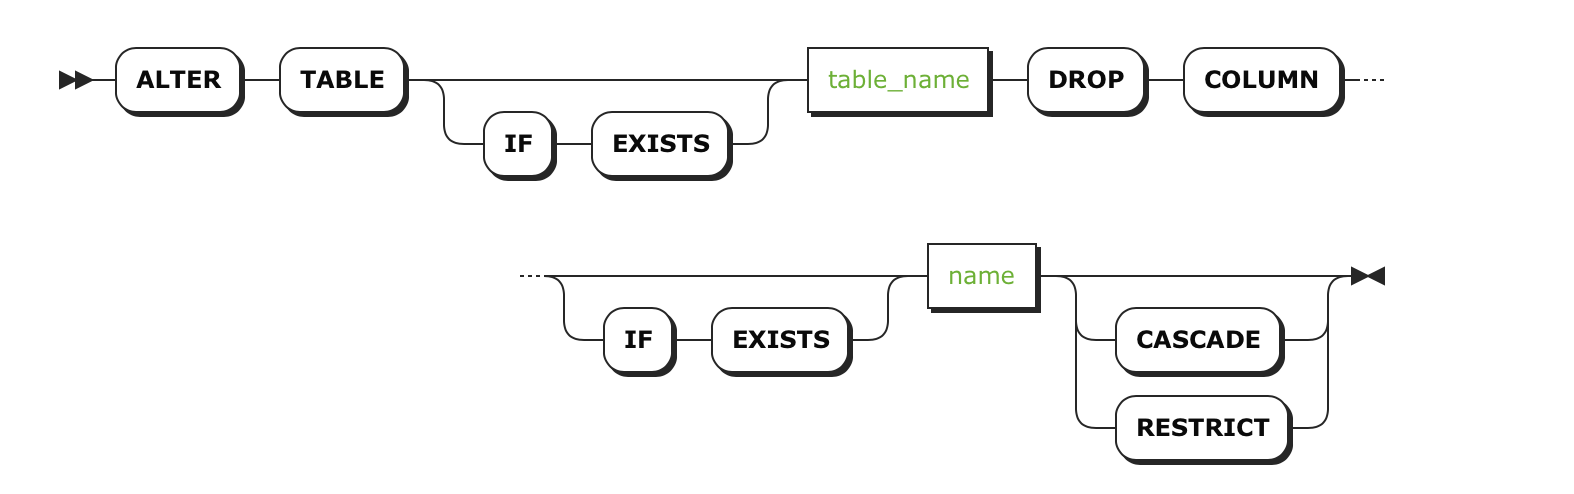 ALTER TABLE table_name DROP COLUMN
IF EXISTS
name
IF EXISTS CASCADE
RESTRICT